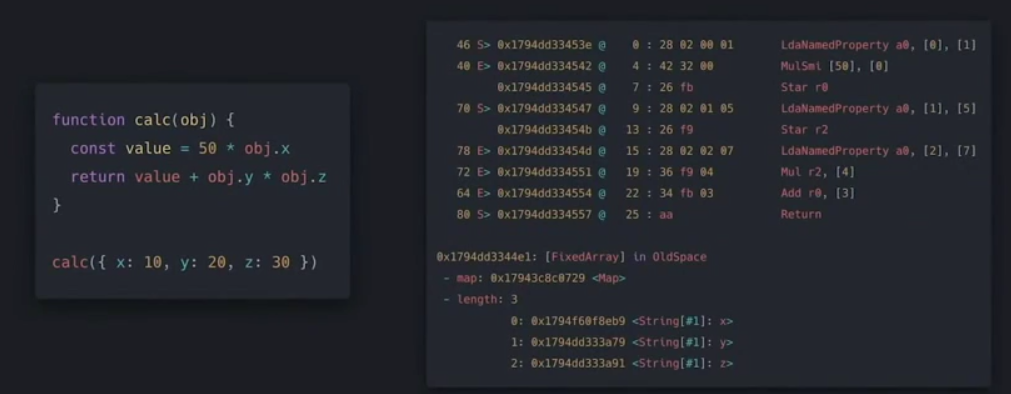 function calc(obj) {
const value = 50 * obj.x
return value + obj.y * obj.z
}
calc({ x: 10, y: 20, z: 30 })
46 S> 0x1794dd33453e @ 0 : 28 02 00 01 LdaNamedProperty a0, [0], [1]
40 E> 0x1794dd334542 @ 4 : 42 32 00 MulSmi [50], [0]
0x1794dd334545 @ 7 : 26 fb Star r0
70 S> 0x1794dd334547 @ 9 : 28 02 01 05 LdaNamedProperty a0, [1], [5]
0x1794dd33454b @ 13 : 26 f9 Star r2
78 E> 0x1794dd33454d @ 15 : 28 02 02 07 LdaNamedProperty a0, [2], [7]
72 E> 0x1794dd334551 @ 19 : 36 f9 04 Mul r2, [4]
64 E> 0x1794dd334554 @ 22 : 34 fb 03 Add r0, [3]
80 S> 0x1794dd334557 @ 25 : aa Return
0x1794dd3344e1: [FixedArray] in OldSpace
- map: 0x17943c8c0729 <Map>
- length: 3
0: 0x1794f60f8eb9 <String[#1]: x>
1: 0x1794dd333a79 <String[#1]: y>
2: 0x1794dd333a91 <String[#1]: z>